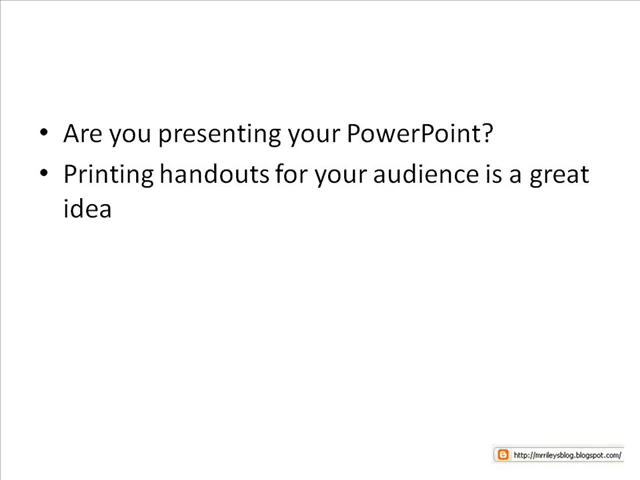 • Are you presenting your PowerPoint?
• Printing handouts for your audience is a great
idea
http://mrrileysblog.blogspot.com/